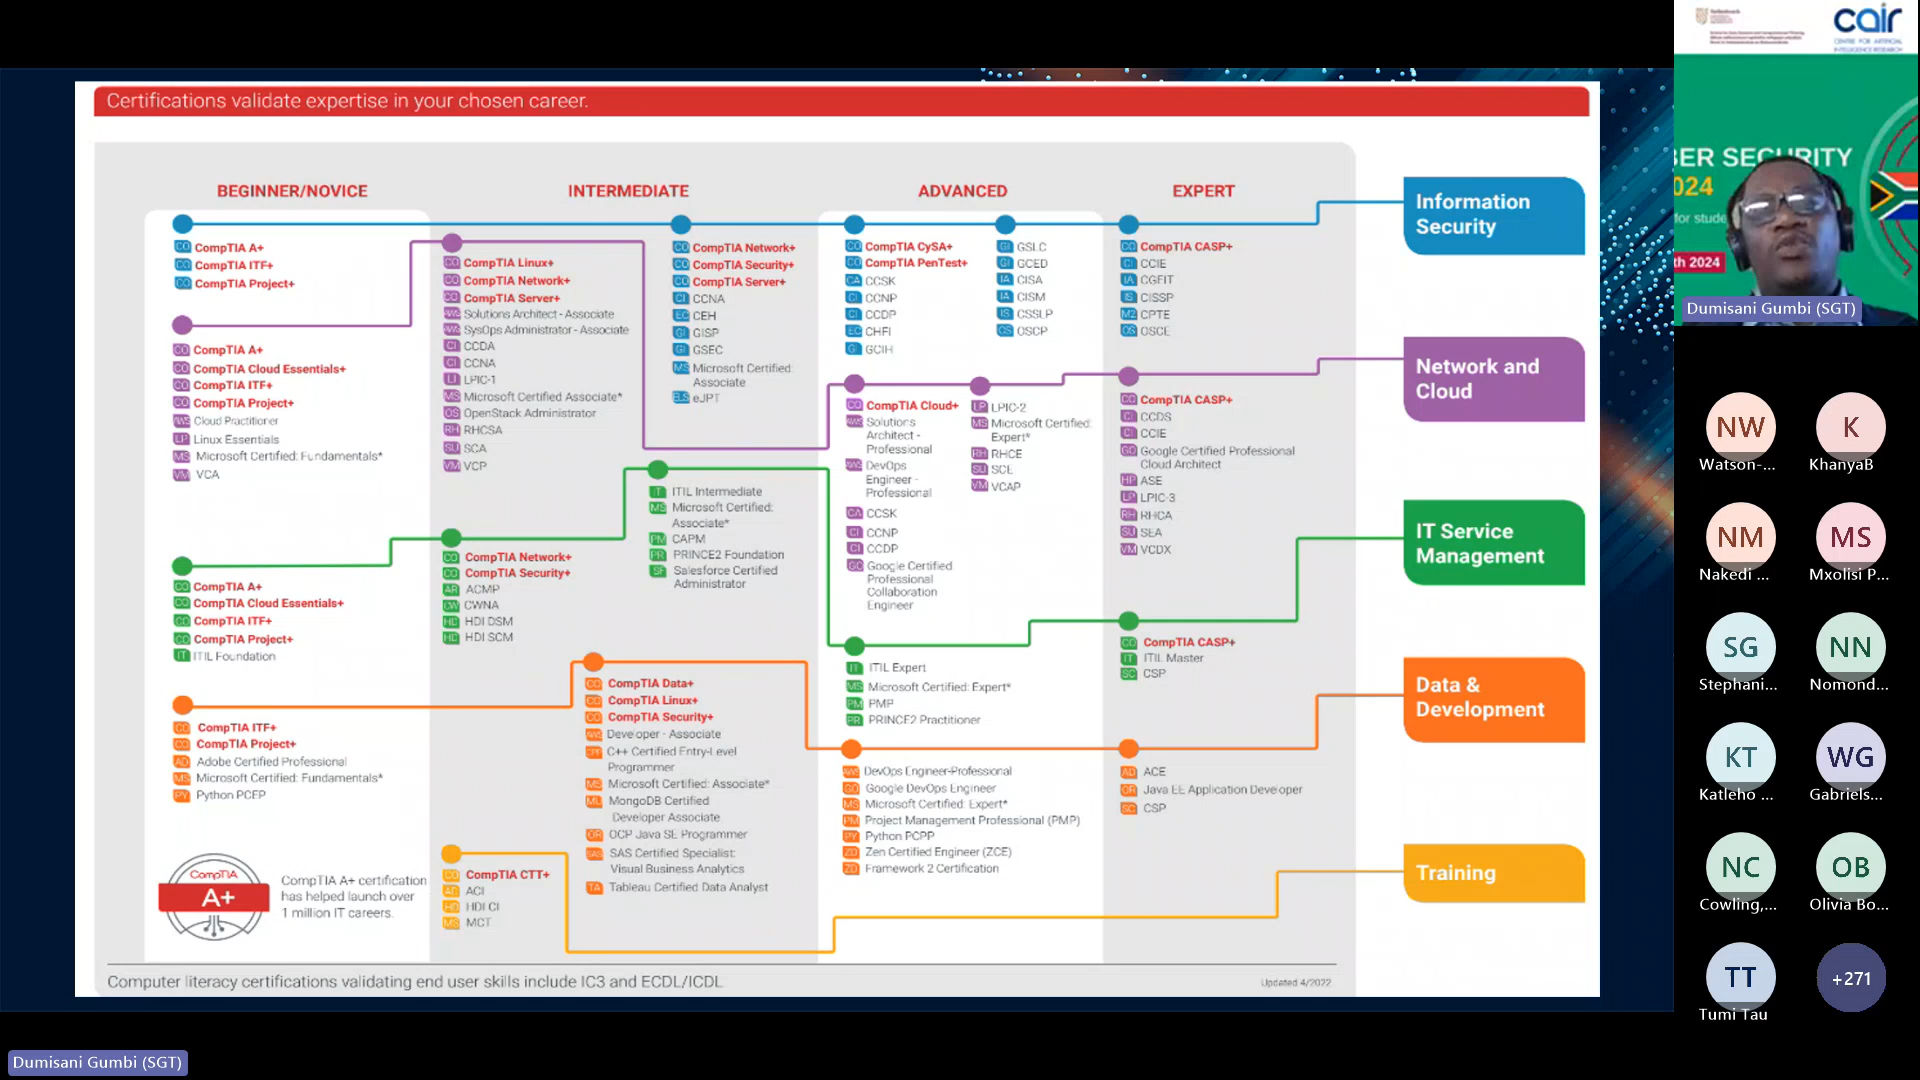 Certifications validate expertise in your chosen career.
BEGINNER/NOVICE
INTERMEDIATE
ADVANCED
EXPERT
CompTIA A+
CompTIA ITF+
CompTIA Project+
CompTIA Network+
CompTIA Security+
CompTIA Server+
CCNA
CEH
GISP
GSEC
Microsoft Certified:
Associate
eJPT
CompTIA CySA+
CompTIA PenTest+
CCSK
CCNP
CCDP
CHFI
GCIH
GSLC
GCED
CISA
CISM
CSSLP
OSCP
CompTIA CASP+
CCIE
CGEIT
CISSP
CPTE
OSCE
Information
Security
CompTIA A+
CompTIA Cloud Essentials+
CompTIA ITF+
CompTIA Project+
Cloud Practitioner
Linux Essentials
Microsoft Certified: Fundamentals*
VCA
CompTIA Linux+
CompTIA Network+
CompTIA Server+
Solutions Architect - Associate
SysOps Administrator - Associate
CCDA
CCNA
LPIC-1
Microsoft Certified Associate*
OpenStack Administrator
RHCSA
SCA
VCP
CompTIA Cloud+
Solutions
Architect -
Professional
DevOps
Engineer -
Professional
CCSK
CCNP
CCDP
Google Certified
Professional
Collaboration
Engineer
LPIC-2
Microsoft Certified:
Expert*
RHCE
SCE
VCAP
CompTIA CASP+
CCDS
CCIE
Google Certified Professional
Cloud Architect
ASE
LPIC-3
RHCA
SEA
VCDX
Network and
Cloud
CompTIA A+
CompTIA Cloud Essentials+
CompTIA ITF+
CompTIA Project+
ITIL Foundation
CompTIA Network+
CompTIA Security+
ACMP
CWNA
HDI DSM
HDI SCM
ITIL Intermediate
Microsoft Certified:
Associate*
CAPM
PRINCE2 Foundation
Salesforce Certified
Administrator
ITIL Expert
Microsoft Certified: Expert*
PMP
PRINCE2 Practitioner
CompTIA CASP+
ITIL Master
CSP
IT Service
Management
CompTIA ITF+
CompTIA Project+
Adobe Certified Professional
Microsoft Certified: Fundamentals*
Python PCEP
CompTIA Data+
CompTIA Linux+
CompTIA Security+
Developer - Associate
C++ Certified Entry-Level
Programmer
Microsoft Certified: Associate*
MongoDB Certified
Developer Associate
OCP Java SE Programmer
SAS Certified Specialist:
Visual Business Analytics
Tableau Certified Data Analyst
DevOps Engineer-Professional
Google DevOps Engineer
Microsoft Certified: Expert*
Project Management Professional (PMP)
Python PCPP
Zen Certified Engineer (ZCE)
Framework 2 Certification
ACE
Java EE Application Developer
CSP
Data &
Development
CompTIA CTT+
ACI
HDI CI
MCT
Training
CompTIA
A+
CompTIA A+ certification
has helped launch over
1 million IT careers.
Computer literacy certifications validating end user skills include IC3 and ECDL/ICDL
Updated 4/2022
Dumisani Gumbi (SGT)
cair
CENTRE FOR ARTIFICIAL
INTELLIGENCE RESEARCH
BER SECURITY
024
for stude
th 2024
Dumisani Gumbi (SGT)
NW
Watson-...
K
KhanyaB
NM
Nakedi ...
MS
Mxolisi P...
SG
Stephani...
NN
Nomond...
KT
Katleho ...
WG
Gabriels...
NC
Cowling,...
OB
Olivia Bo...
TT
Tumi Tau
+271